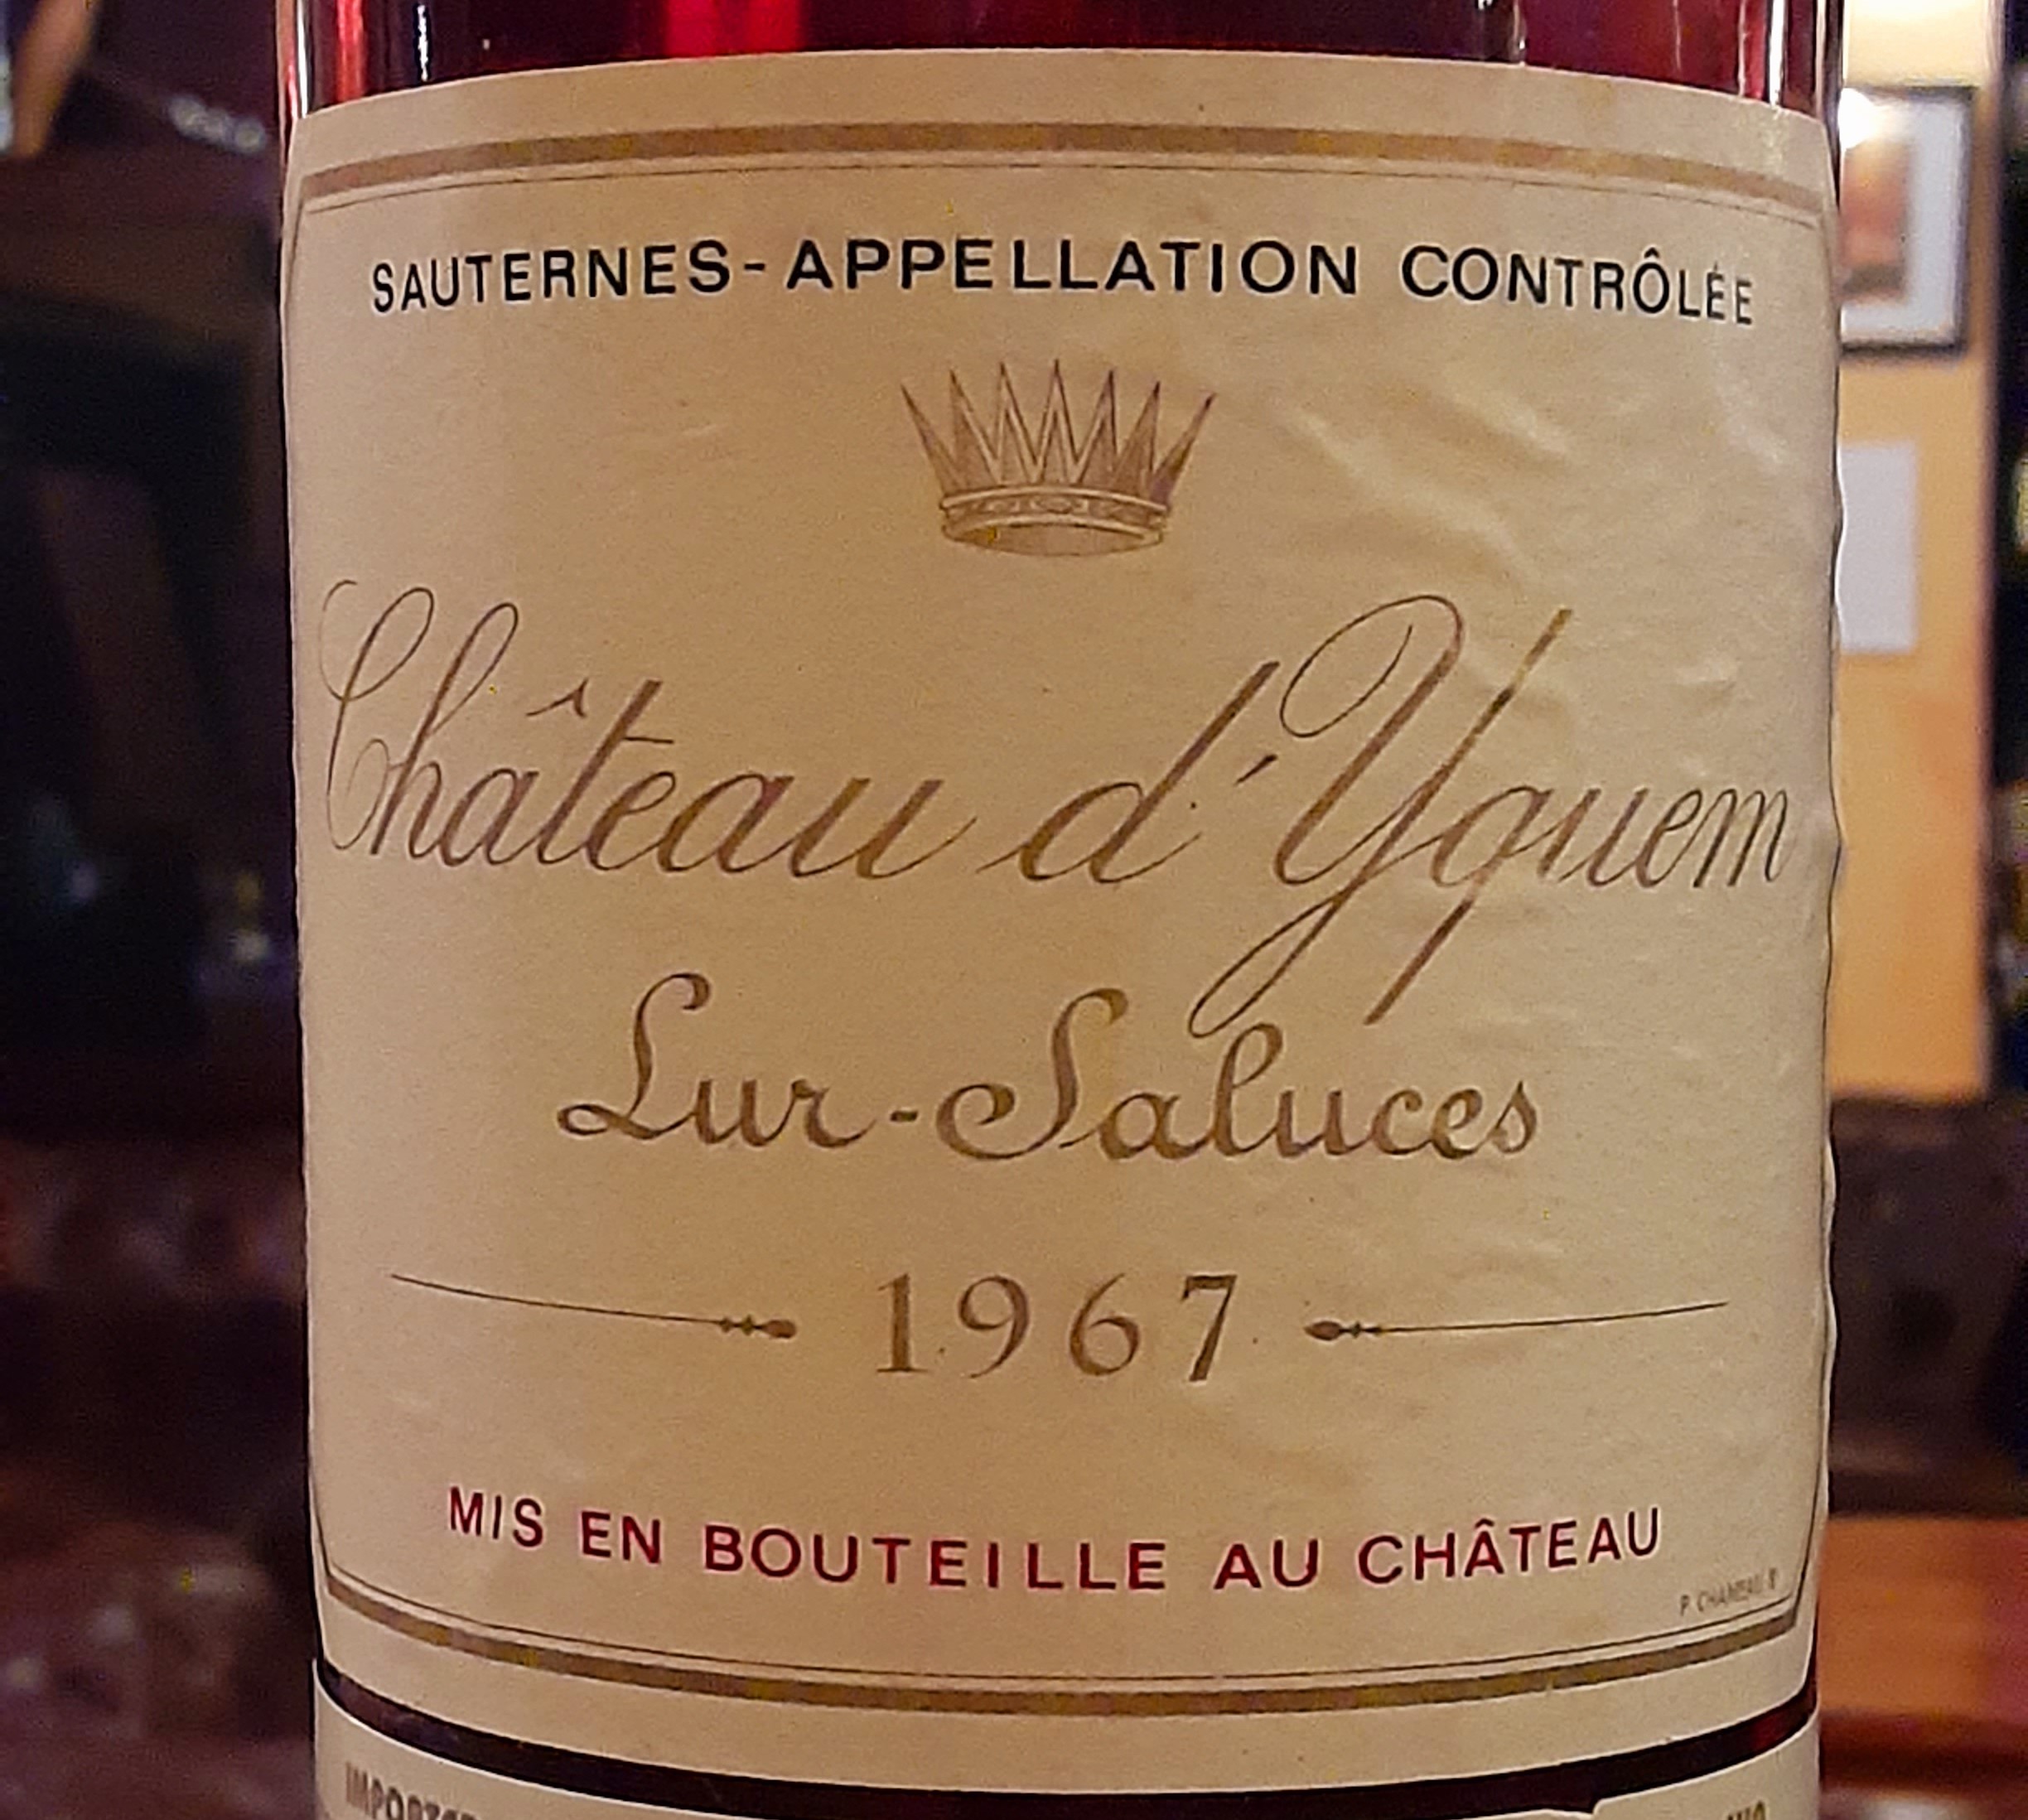 SAUTERNES-APPELLATION CONTRÔLÉE
Château d'Yquem
Lur-Saluces
1967
MIS EN BOUTEILLE AU CHÂTEAU